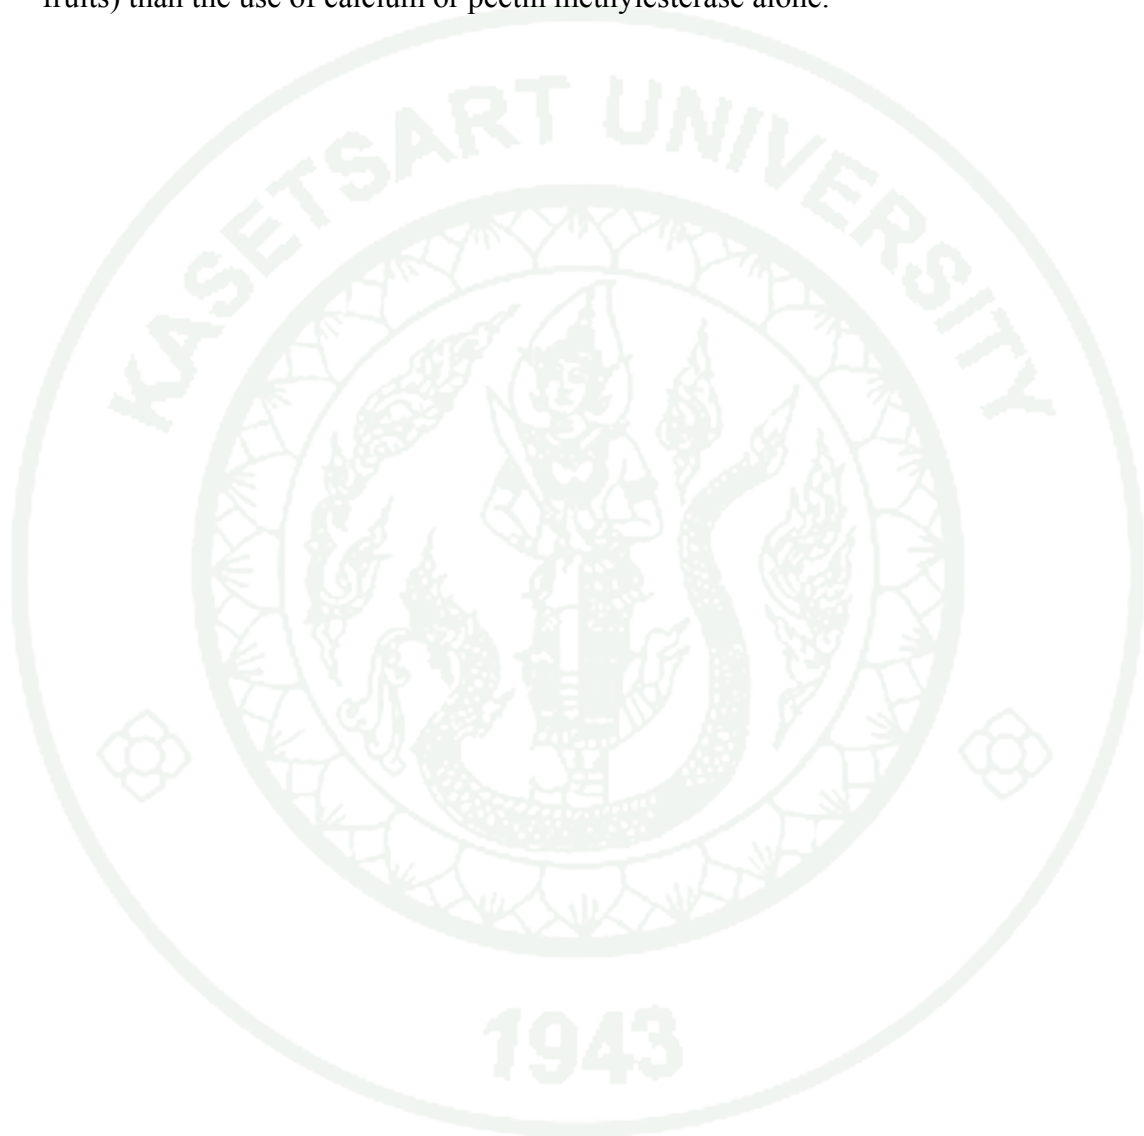 fruits) than the use of calcium or pectin methylesterase alone.
KASETSART UNIVERSITY
1943